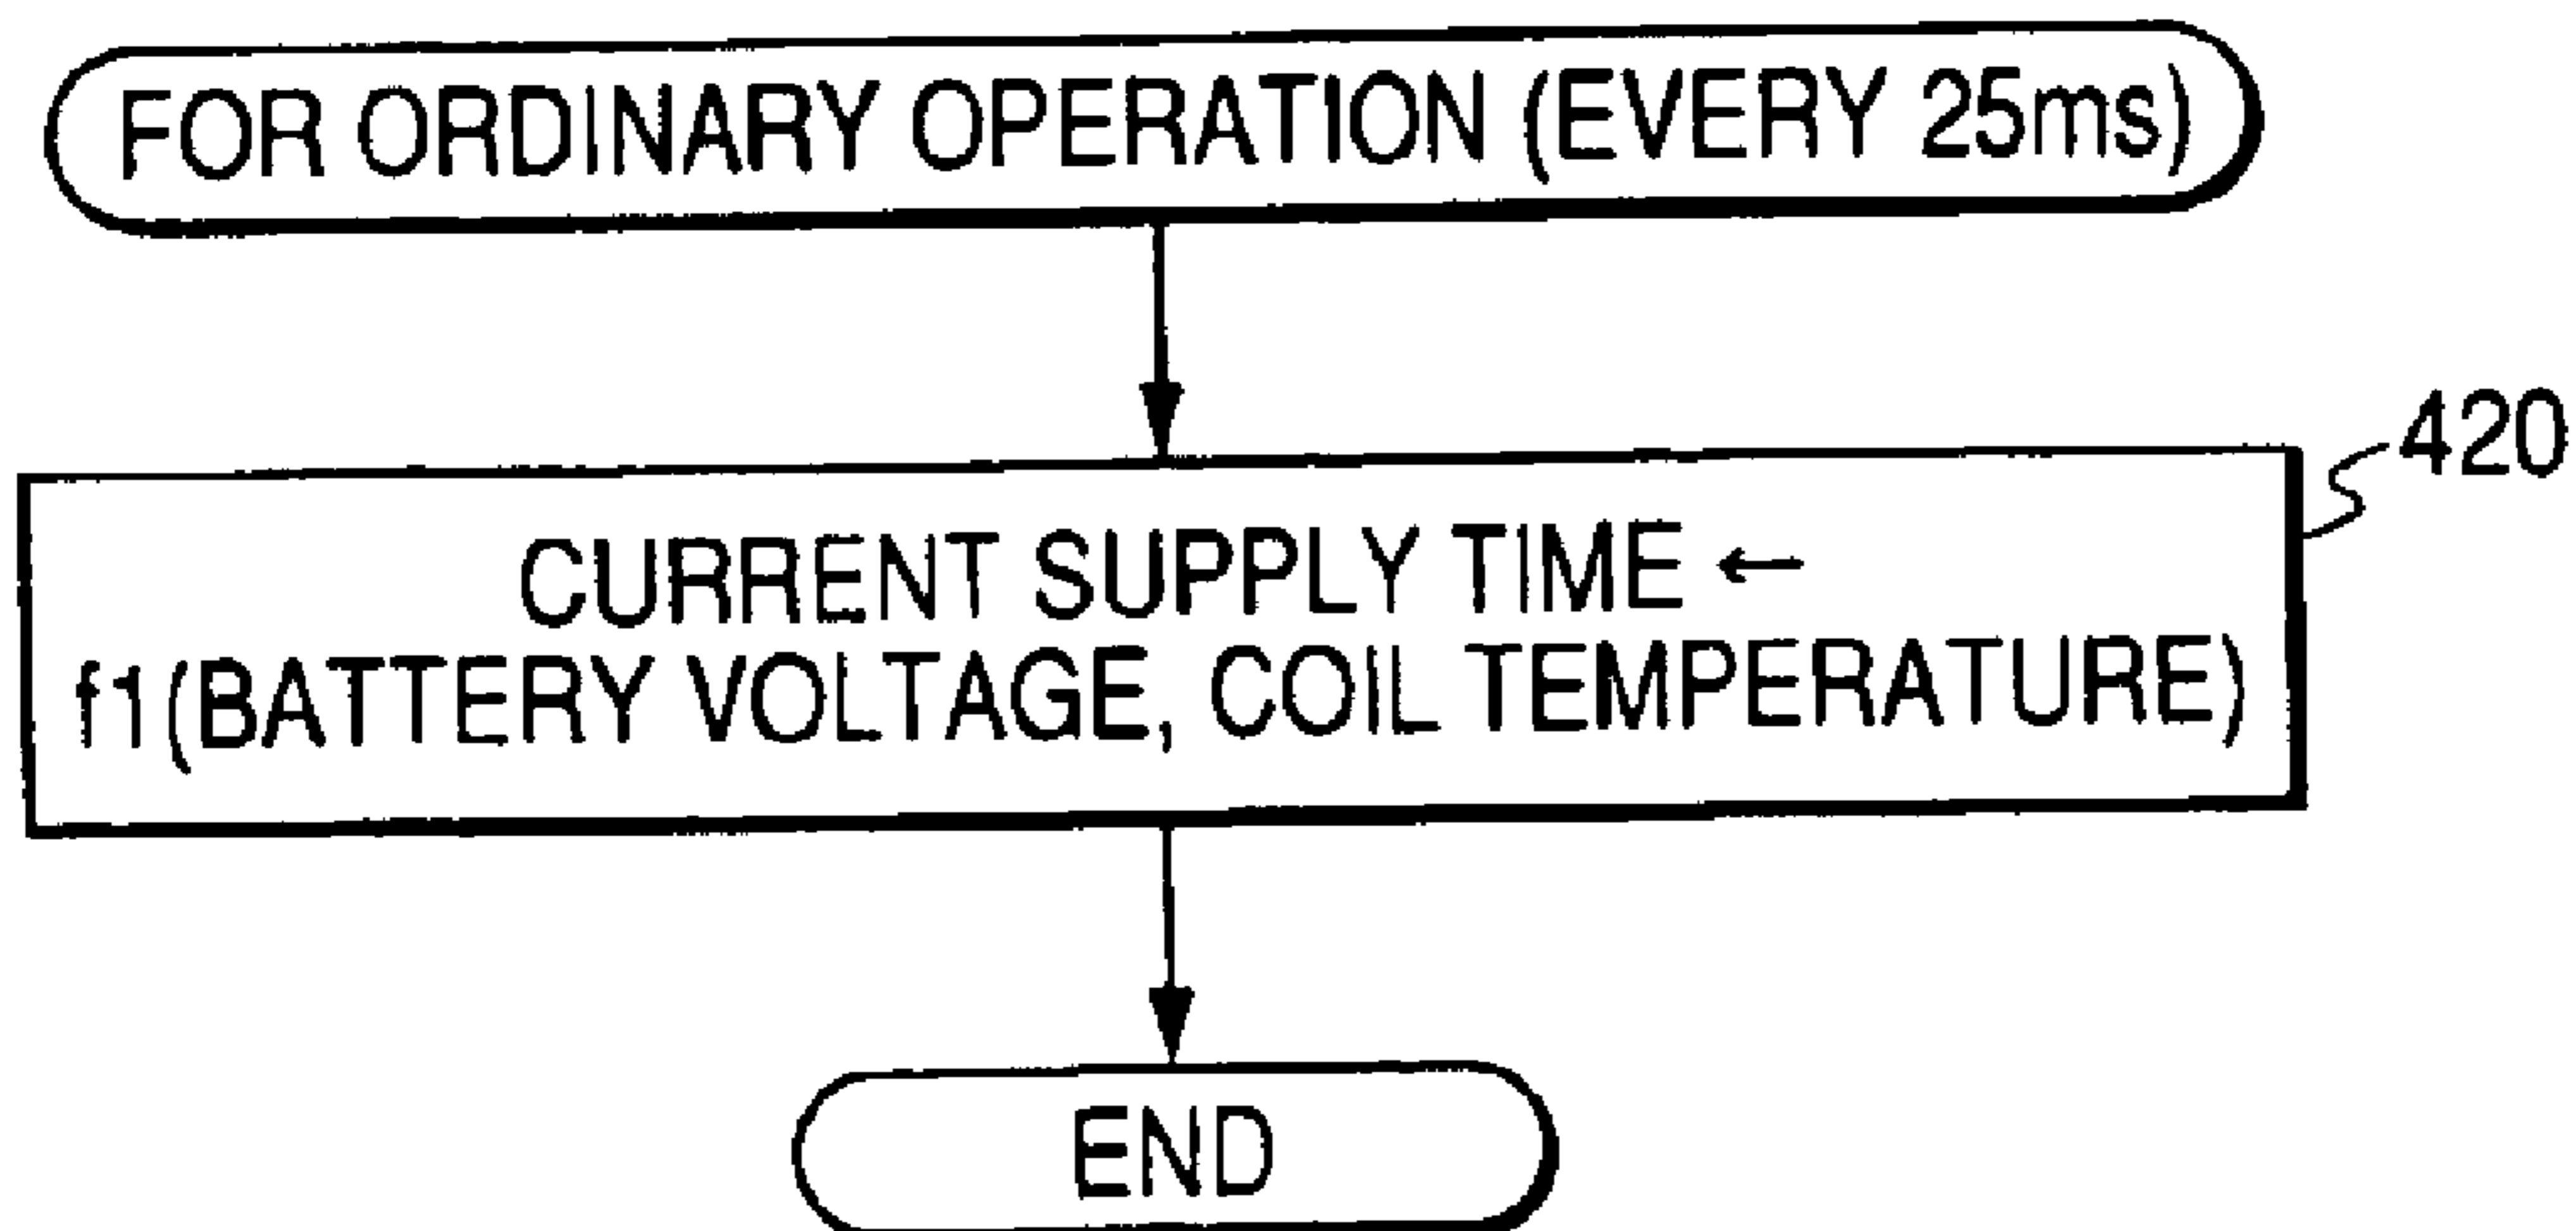 FOR ORDINARY OPERATION (EVERY 25ms)
420
CURRENT SUPPLY TIME ←
f1(BATTERY VOLTAGE, COIL TEMPERATURE)
END